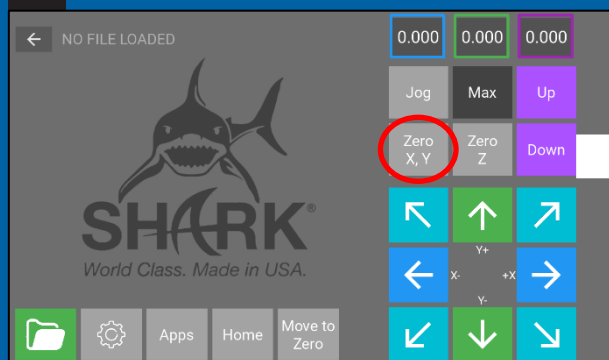 NO FILE LOADED
0.000 0.000 0.000
Jog Max Up
Zero
X, Y
Zero
Z
Down
SHARK®
World Class. Made in USA.
Y+
X- +X
Y-
Apps Home
Move to
Zero